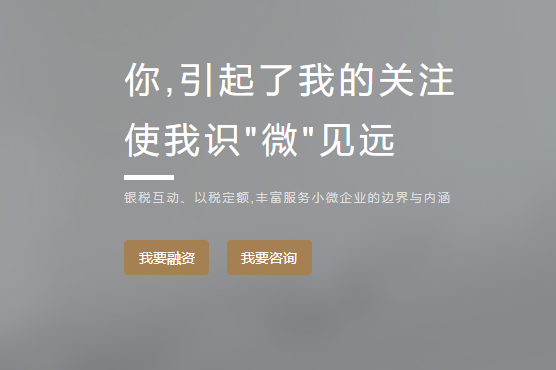 你,引起了我的关注
使我识"微"见远
银税互动、以税定额,丰富服务小微企业的边界与内涵
我要融资 我要咨询